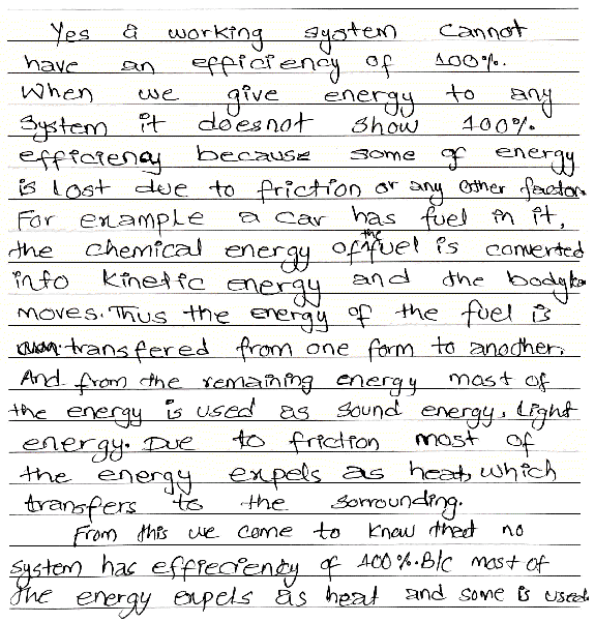 Yes a working system cannot
have an efficiency of 100%.
When we give energy to any
system it doesnot show 100%.
efficiency because some of energy
is lost due to friction or any other factor.
For example a car has fuel in it,
the chemical energy of the fuel is converted
into kinetic energy and the body
moves. Thus the energy of the fuel is
transfered from one form to another.
And from the remaining energy most of
the energy is used as sound energy, light
energy. Due to friction most of
the energy expels as heat, which
transfers to the sorrounding.
From this we come to know that no
system has effieciency of 100%. B/c most of
the energy expels as heat and some is used